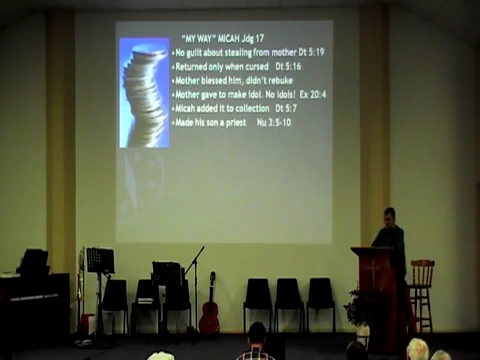 "MY WAY" MICAH Jdg 17
• No guilt about stealing from mother Dt 5:19
• Returned only when cursed Dt 5:16
• Mother blessed him, didn't rebuke
• Mother gave to make idol. No idols! Ex 20:4
• Micah added to collection Dt 5:7
• Made his son a priest Nu 3:5-10